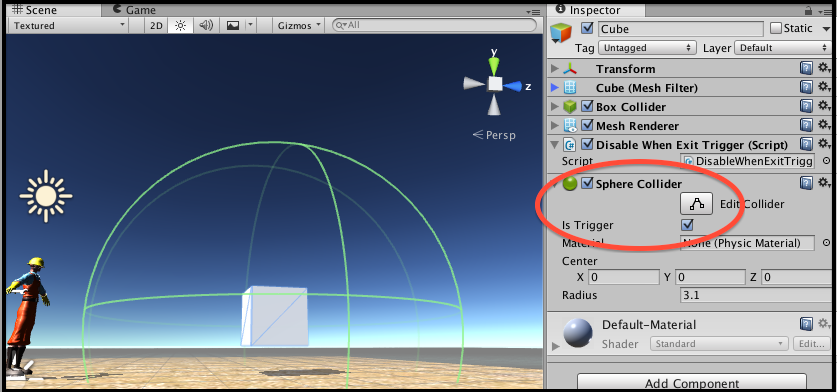 Scene
Game
Textured
2D
Gizmos
All
y
z
Persp
Inspector
Cube
Static
Tag Untagged Layer Default
Transform
Cube (Mesh Filter)
Box Collider
Mesh Renderer
Disable When Exit Trigger (Script)
Script DisableWhenExitTrigg
Sphere Collider
Edit Collider
Is Trigger
Material None (Physic Material)
Center
X 0 Y 0 Z 0
Radius 3.1
Default-Material
Shader Standard Edit...
Add Component